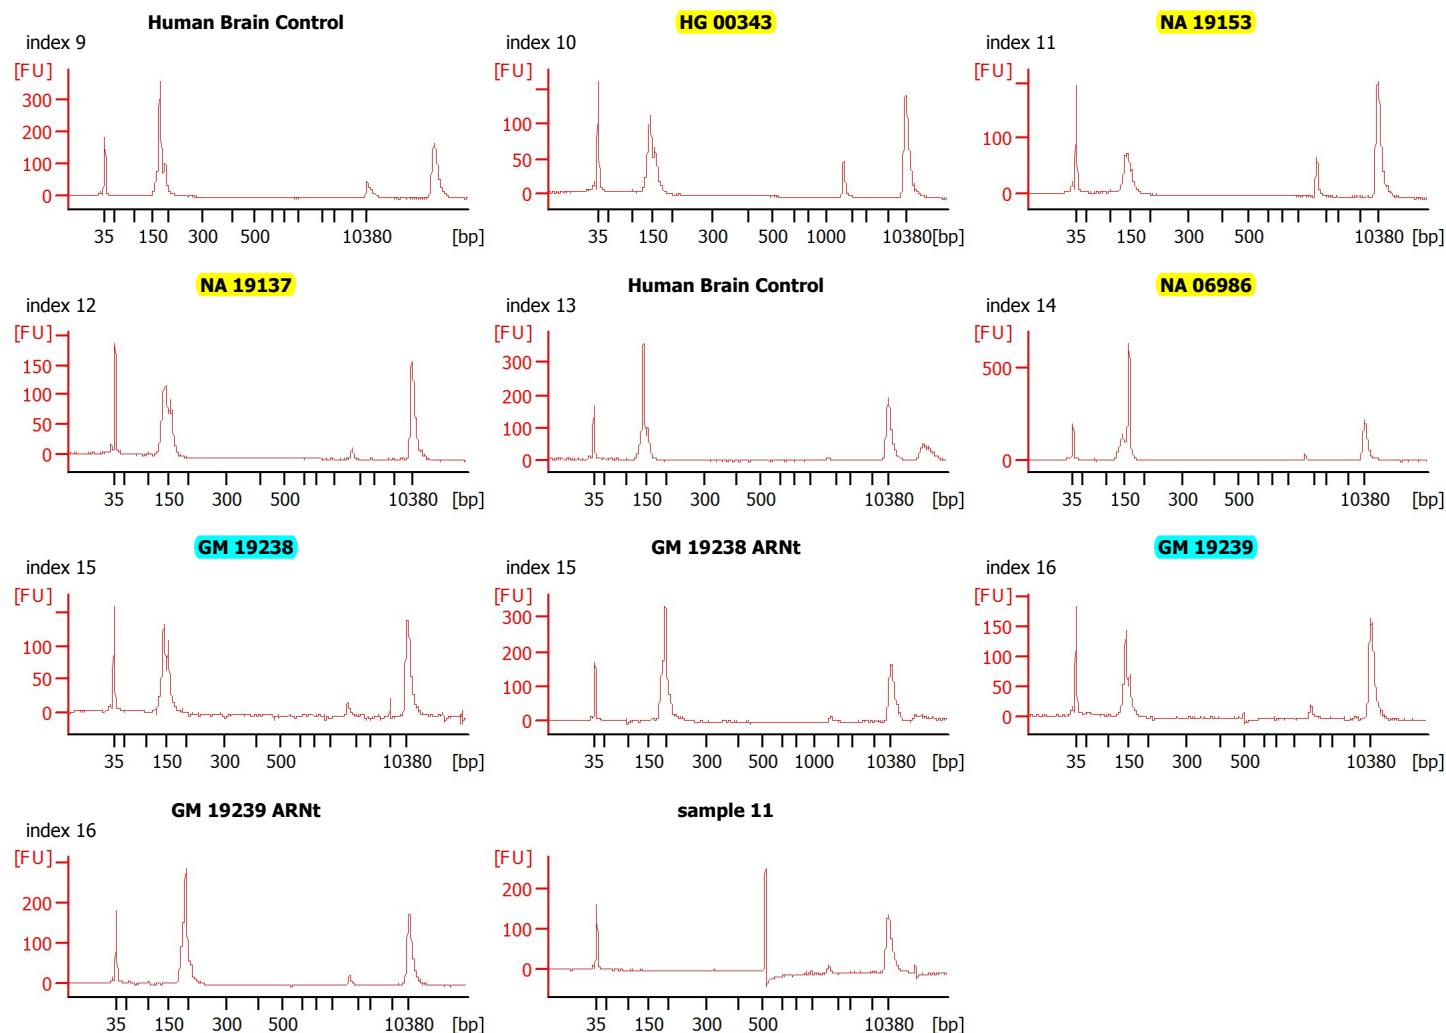 Human Brain Control
index 9
[FU]
300
200
100
0
35 150 300 500 10380 [bp]
HG 00343
index 10
[FU]
100
50
0
35 150 300 500 1000 10380[bp]
NA 19153
index 11
[FU]
100
0
35 150 300 500 10380 [bp]
NA 19137
index 12
[FU]
150
100
50
0
35 150 300 500 10380 [bp]
Human Brain Control
index 13
[FU]
300
200
100
0
35 150 300 500 10380 [bp]
NA 06986
index 14
[FU]
500
0
35 150 300 500 10380 [bp]
GM 19238
index 15
[FU]
100
50
0
35 150 300 500 10380 [bp]
GM 19238 ARNt
index 15
[FU]
300
200
100
0
35 150 300 500 1000 10380 [bp]
GM 19239
index 16
[FU]
150
100
50
0
35 150 300 500 10380 [bp]
GM 19239 ARNt
index 16
[FU]
200
100
0
35 150 300 500 10380 [bp]
sample 11
[FU]
200
100
0
35 150 300 500 10380 [bp]